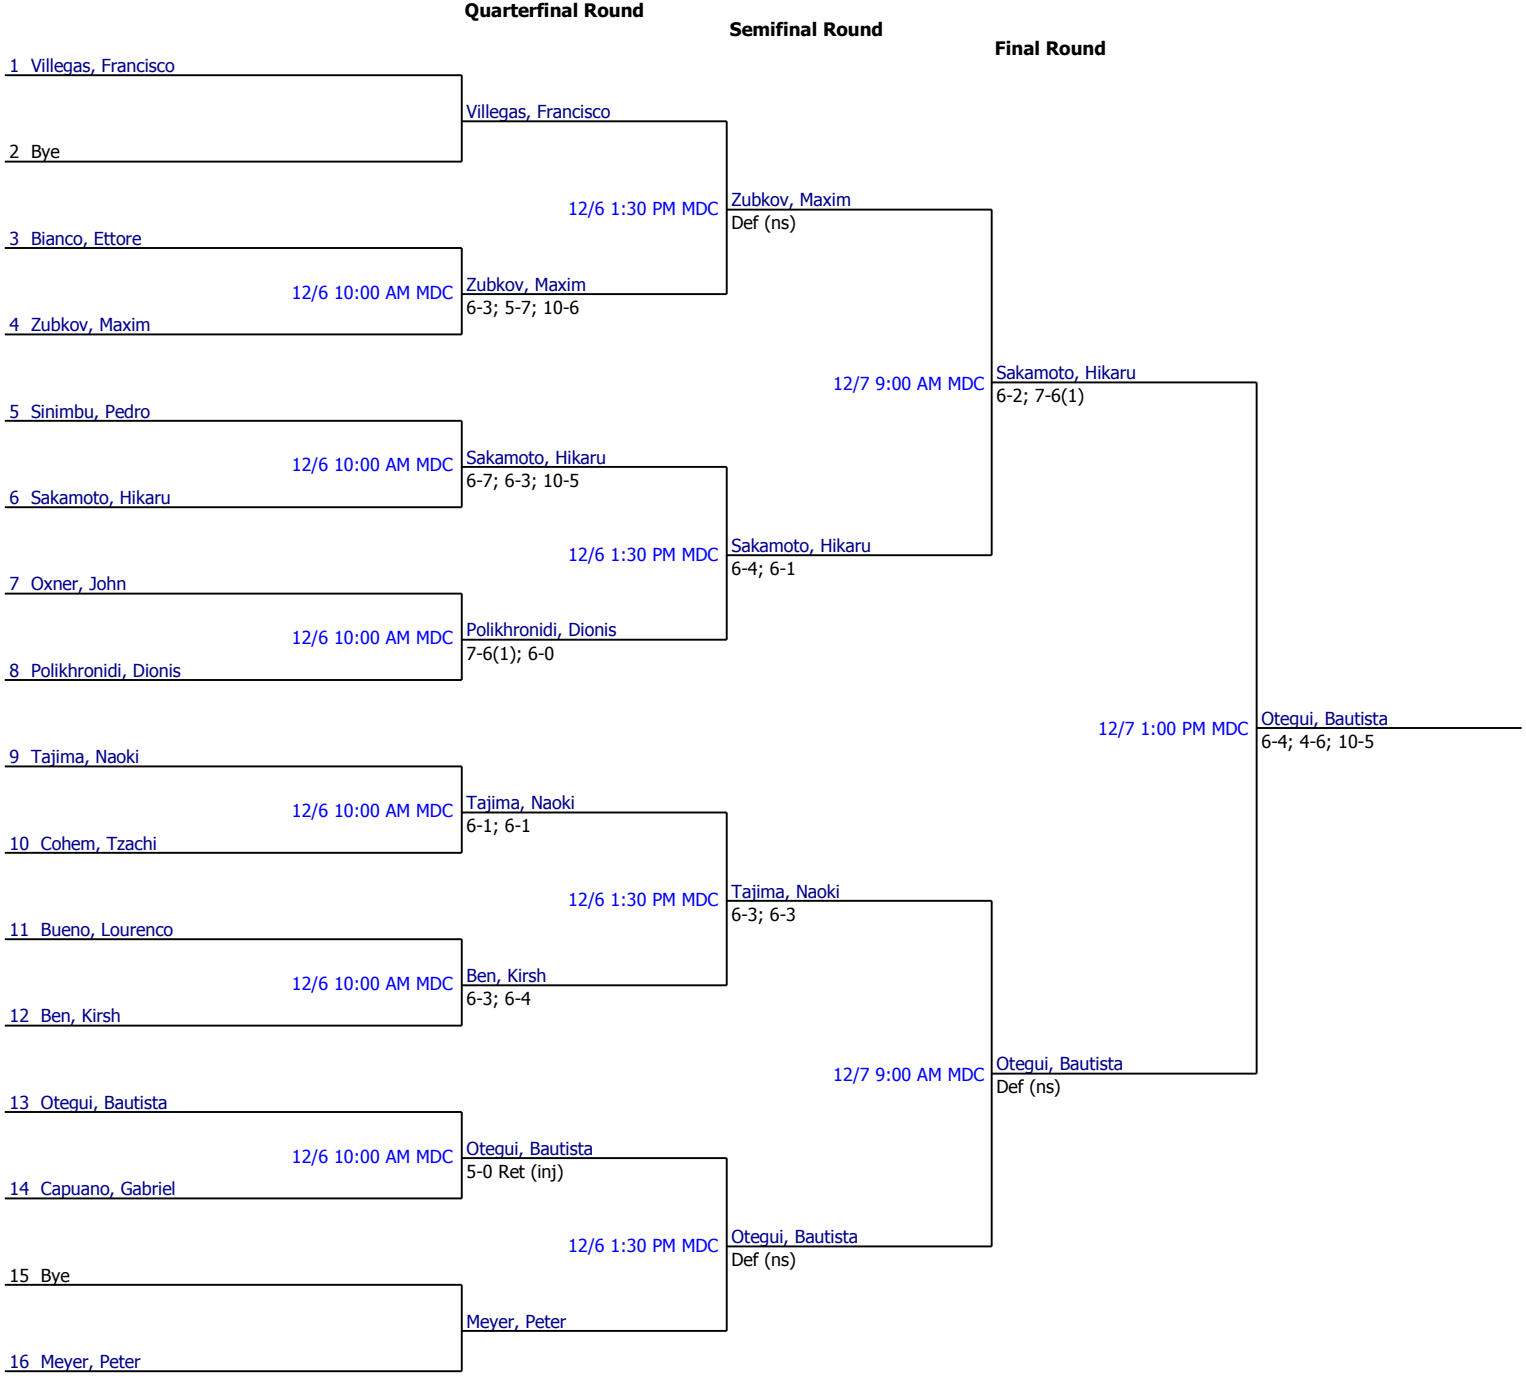 Quarterfinal Round
Semifinal Round
Final Round
1 Villegas, Francisco
Villegas, Francisco
2 Bye
12/6 1:30 PM MDC
Zubkov, Maxim
Def (ns)
3 Bianco, Ettore
12/6 10:00 AM MDC
Zubkov, Maxim
6-3; 5-7; 10-6
4 Zubkov, Maxim
12/7 9:00 AM MDC
Sakamoto, Hikaru
6-2; 7-6(1)
5 Sinimbu, Pedro
12/6 10:00 AM MDC
Sakamoto, Hikaru
6-7; 6-3; 10-5
6 Sakamoto, Hikaru
12/6 1:30 PM MDC
Sakamoto, Hikaru
6-4; 6-1
7 Oxner, John
12/6 10:00 AM MDC
Polikhronidi, Dionis
7-6(1); 6-0
8 Polikhronidi, Dionis
12/7 1:00 PM MDC
Otegui, Bautista
6-4; 4-6; 10-5
9 Tajima, Naoki
12/6 10:00 AM MDC
Tajima, Naoki
6-1; 6-1
10 Cohem, Tzachi
12/6 1:30 PM MDC
Tajima, Naoki
6-3; 6-3
11 Bueno, Lourenco
12/6 10:00 AM MDC
Ben, Kirsh
6-3; 6-4
12 Ben, Kirsh
12/7 9:00 AM MDC
Otegui, Bautista
Def (ns)
13 Otegui, Bautista
12/6 10:00 AM MDC
Otegui, Bautista
5-0 Ret (inj)
14 Capuano, Gabriel
12/6 1:30 PM MDC
Otegui, Bautista
Def (ns)
15 Bye
Meyer, Peter
16 Meyer, Peter